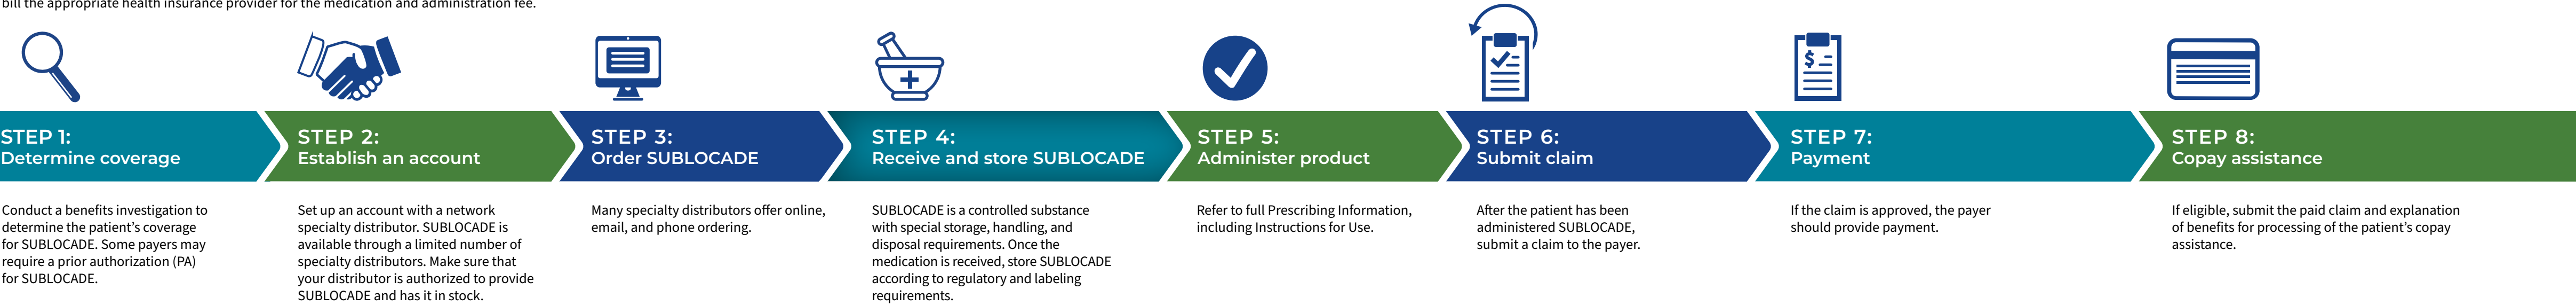 bill the appropriate health insurance provider for the medication and administration fee.
$
STEP 1:
Determine coverage
Conduct a benefits investigation to
determine the patient’s coverage
for SUBLOCADE. Some payers may
require a prior authorization (PA)
for SUBLOCADE.
STEP 2:
Establish an account
Set up an account with a network
specialty distributor. SUBLOCADE is
available through a limited number of
specialty distributors. Make sure that
your distributor is authorized to provide
SUBLOCADE and has it in stock.
STEP 3:
Order SUBLOCADE
Many specialty distributors offer online,
email, and phone ordering.
STEP 4:
Receive and store SUBLOCADE
SUBLOCADE is a controlled substance
with special storage, handling, and
disposal requirements. Once the
medication is received, store SUBLOCADE
according to regulatory and labeling
requirements.
STEP 5:
Administer product
Refer to full Prescribing Information,
including Instructions for Use.
STEP 6:
Submit claim
After the patient has been
administered SUBLOCADE,
submit a claim to the payer.
STEP 7:
Payment
If the claim is approved, the payer
should provide payment.
STEP 8:
Copay assistance
If eligible, submit the paid claim and explanation
of benefits for processing of the patient’s copay
assistance.